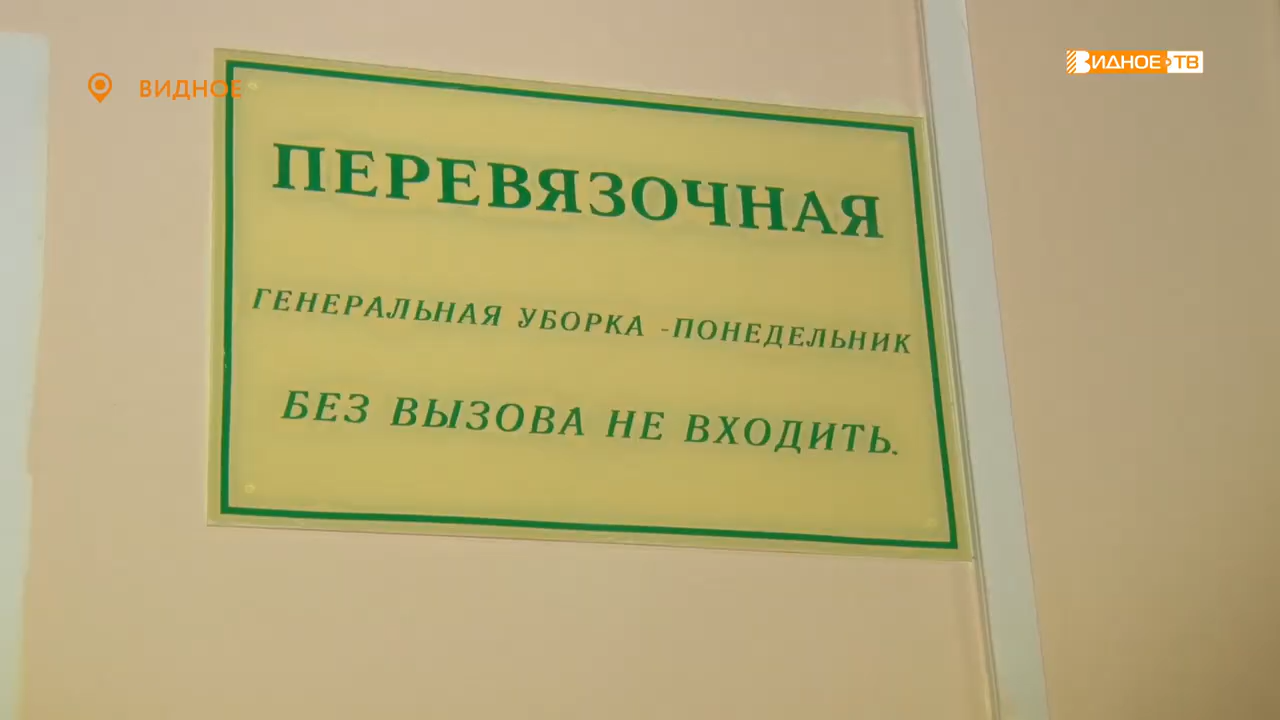 ВИДНОЕ
ВИДНОЕ ТВ
ПЕРЕВЯЗОЧНАЯ
ГЕНЕРАЛЬНАЯ УБОРКА -ПОНЕДЕЛЬНИК
БЕЗ ВЫЗОВА НЕ ВХОДИТЬ.